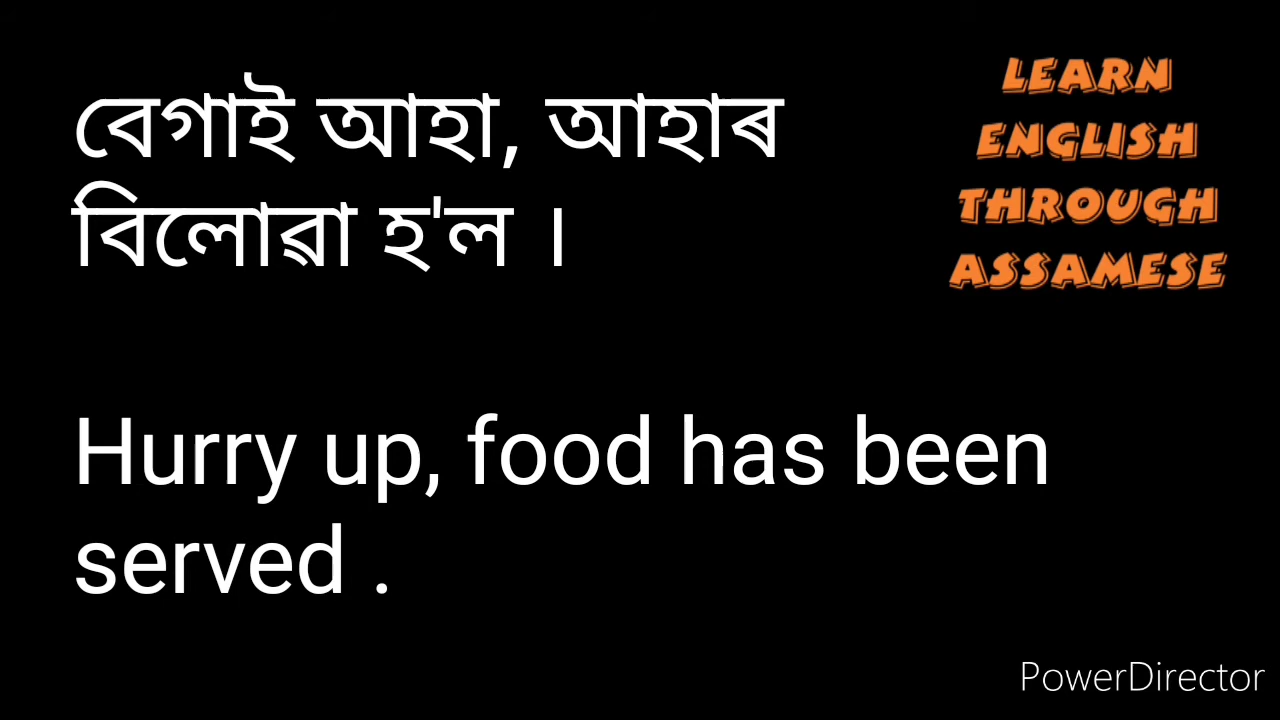 বেগাই আহা, আহাৰ
বিলোৱা হ'ল ।
Hurry up, food has been
served .
LEARN
ENGLISH
THROUGH
ASSAMESE
PowerDirector